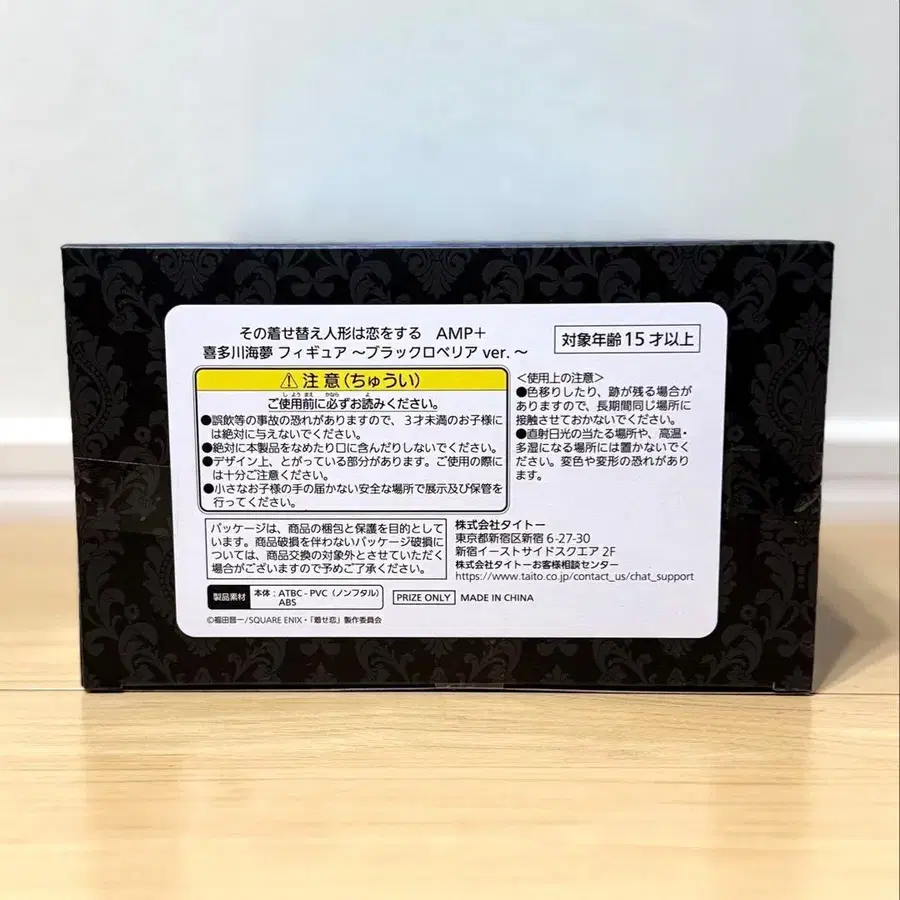 その着せ替え人形は恋をする AMP＋
喜多川海夢 フィギュア ～ブラックロベリア ver.～
対象年齢15才以上
⚠注意(ちゅうい)
ご使用前に必ずお読みください。
●誤飲等の事故の恐れがありますので、３才未満のお子様に
は絶対に与えないでください。
●絶対に本製品をなめたり口に含んだりしないでください。
●デザイン上、とがっている部分があります。ご使用の際に
は十分ご注意ください。
●小さなお子様の手の届かない安全な場所で展示及び保管を
行ってください。
＜使用上の注意＞
●色移りしたり、跡が残る場合が
ありますので、長期間同じ場所に
接触させておかないでください。
●直射日光の当たる場所や、高温・
多湿になる場所には置かないでく
ださい。変色や変形の恐れがありま
す。
パッケージは、商品の梱包と保護を目的として
います。商品破損を伴わないパッケージ破損に
ついては、商品交換の対象外とさせていただく
場合がございますので予めご了承ください。
株式会社タイトー
東京都新宿区新宿 6-27-30
新宿イーストサイドスクエア 2F
株式会社タイトーお客様相談センター
https://www.taito.co.jp/contact_us/chat_support
製品素材
本体：ATBC-PVC（ノンフタル）
ABS
PRIZE ONLY
MADE IN CHINA
©福田晋一/SQUARE ENIX・「着せ恋」製作委員会